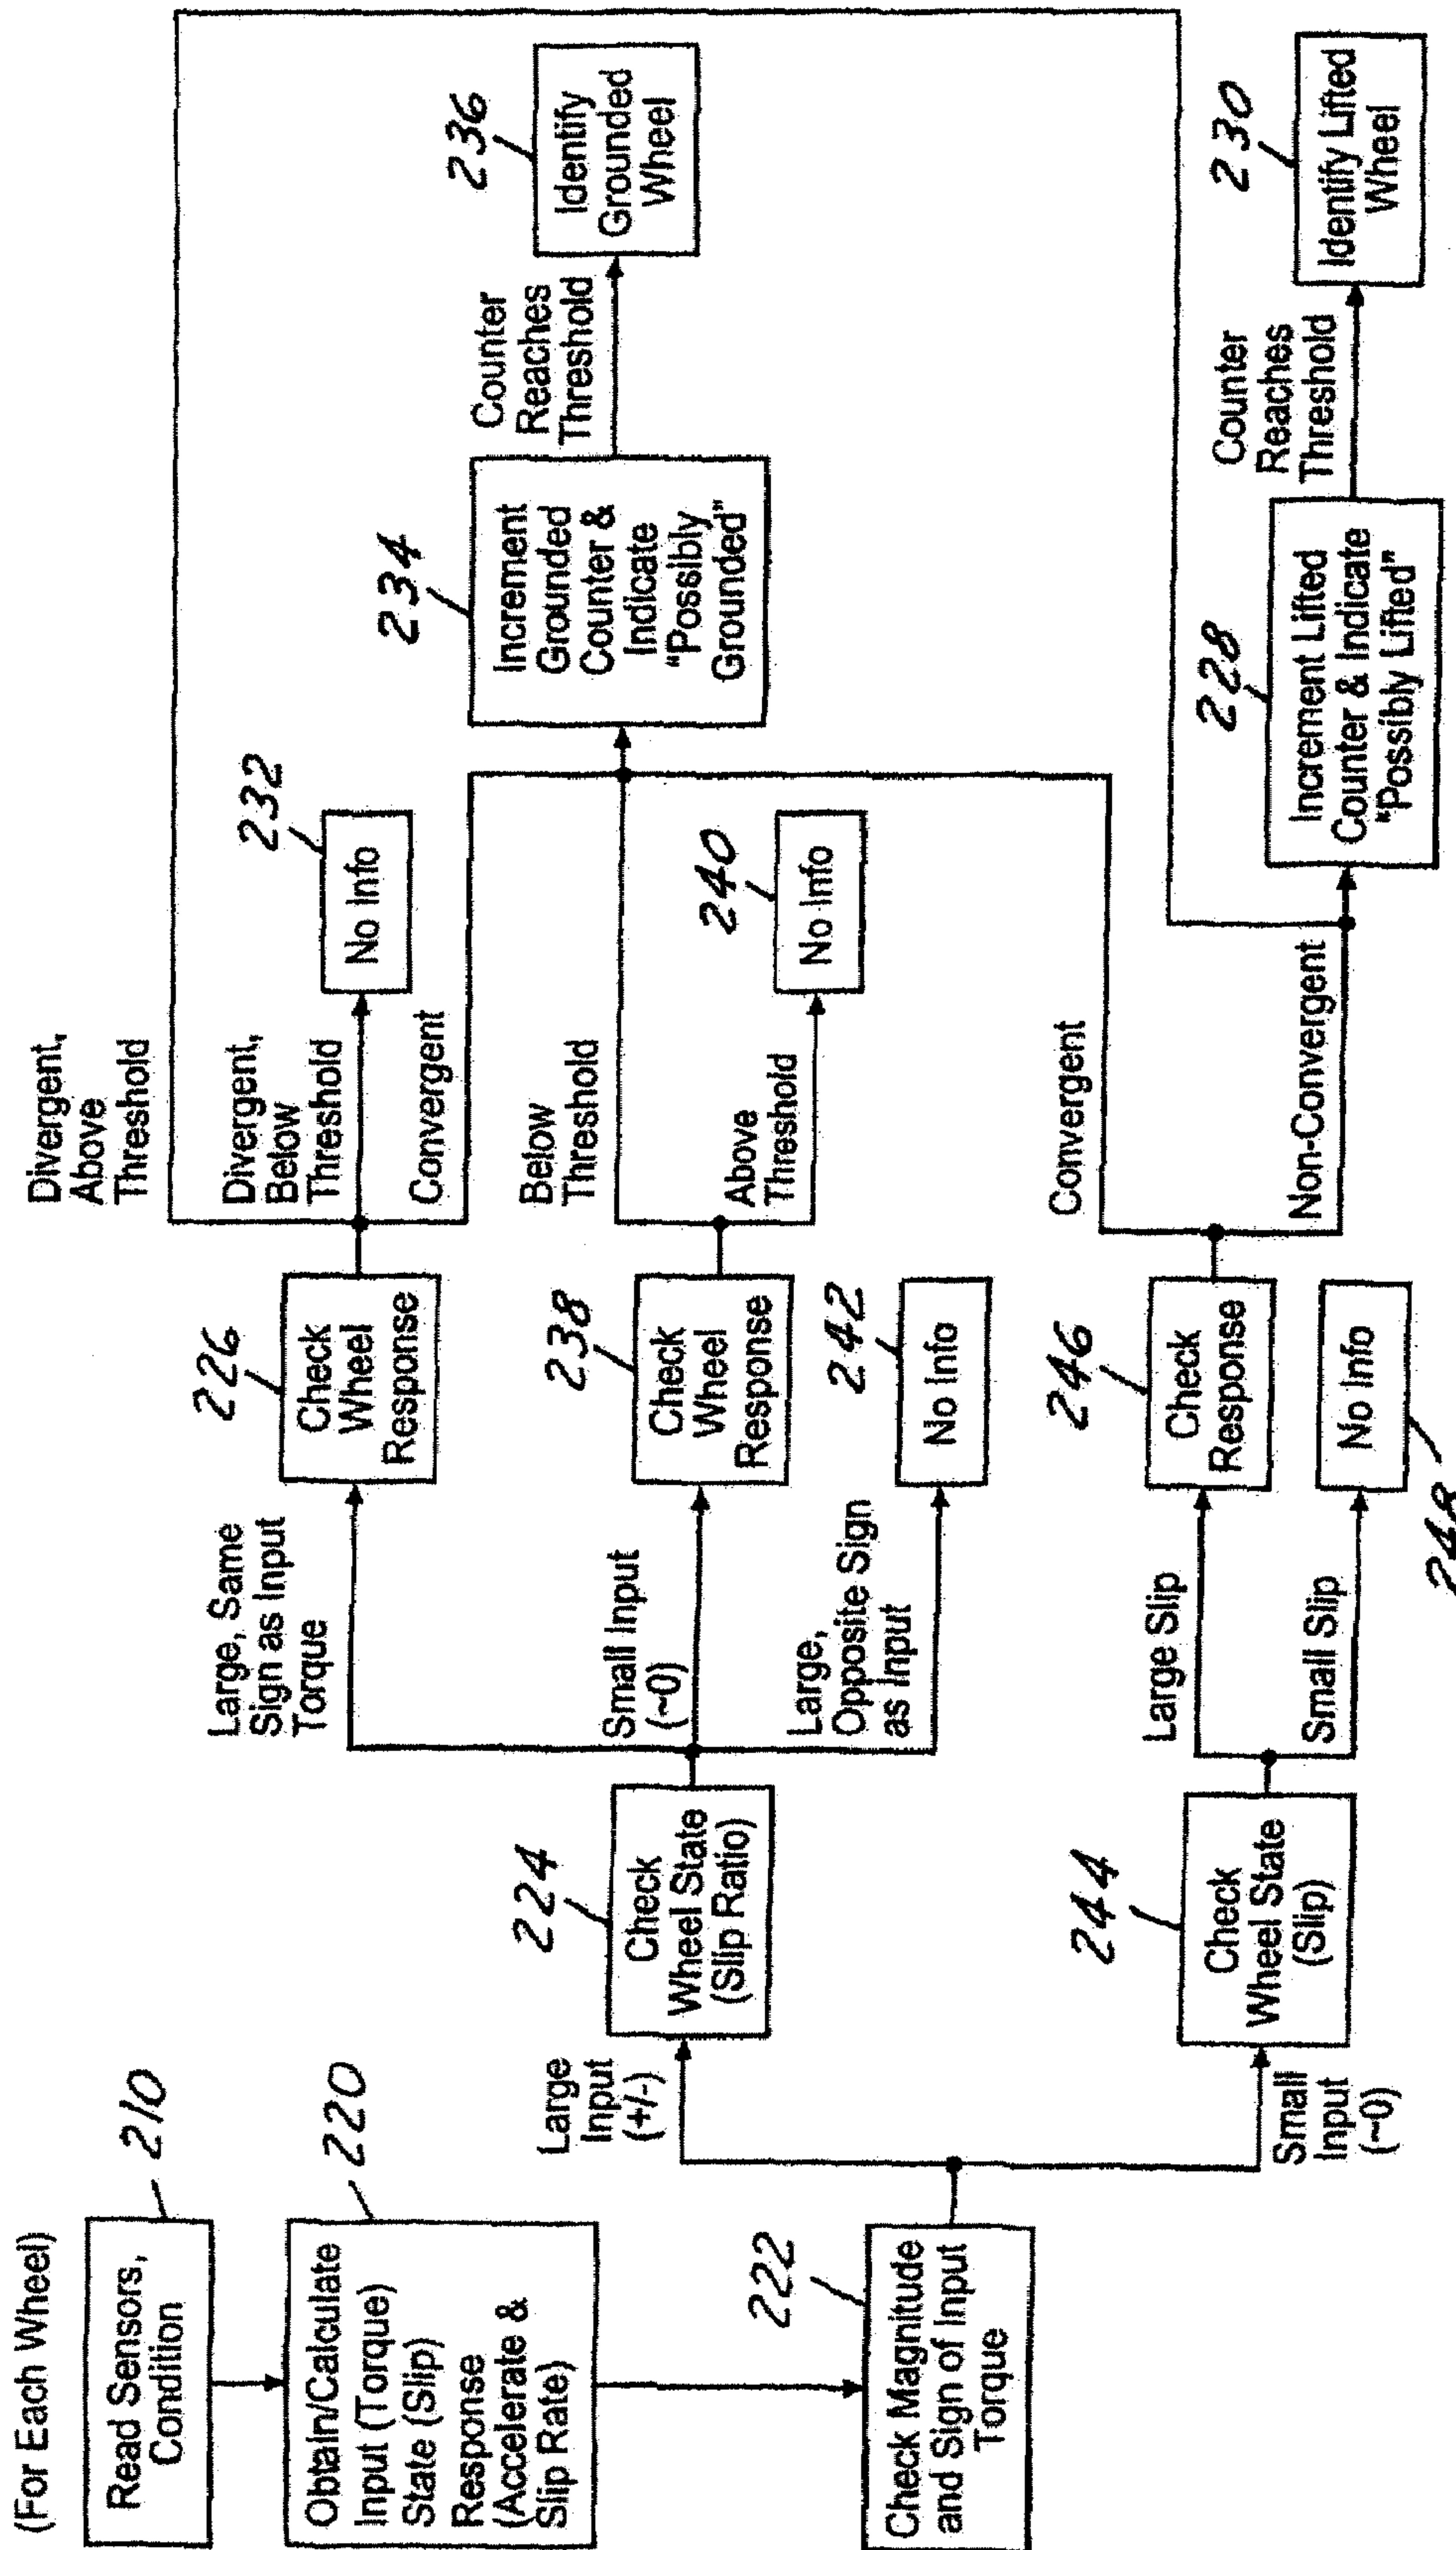 (For Each Wheel)
210
Read Sensors,
Condition
220
Obtain/Calculate
Input (Torque)
State (Slip)
Response
(Accelerate &
Slip Rate)
222
Check Magnitude
and Sign of Input
Torque
Large
Input
(+/-)
Small
Input
(~0)
224
Check
Wheel State
(Slip Ratio)
244
Check
Wheel State
(Slip)
Large, Same
Sign as Input
Torque
Small Input
(~0)
Large,
Opposite Sign
as Input
Large Slip
Small Slip
226
Check
Wheel
Response
238
Check
Wheel
Response
242
No Info
246
Check
Response
No Info
248
Divergent,
Above
Threshold
Divergent,
Below
Threshold
Convergent
Below
Threshold
Above
Threshold
Convergent
Non-Convergent
232
No Info
240
No Info
234
Increment
Grounded
Counter &
Indicate
"Possibly
Grounded"
228
Increment Lifted
Counter & Indicate
"Possibly Lifted"
Counter
Reaches
Threshold
Counter
Reaches
Threshold
236
Identify
Grounded
Wheel
230
Identify Lifted
Wheel